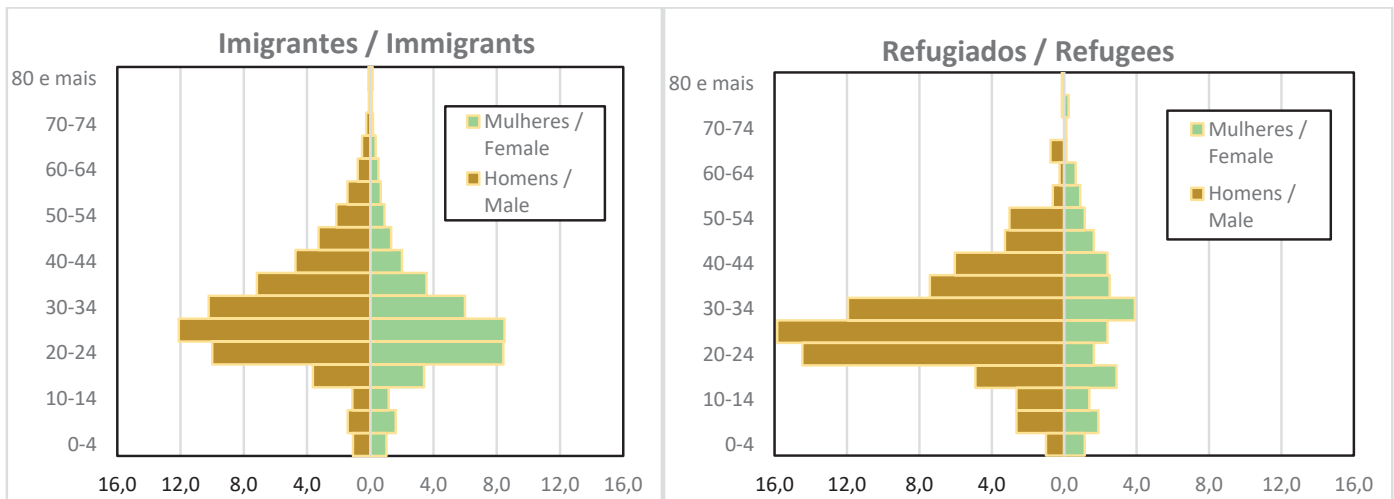 Imigrantes / Immigrants
80 e mais
70-74
60-64
50-54
40-44
30-34
20-24
10-14
0-4
16,0 12,0 8,0 4,0 0,0 4,0 8,0 12,0 16,0
Mulheres /
Female
Homens /
Male
Refugiados / Refugees
80 e mais
70-74
60-64
50-54
40-44
30-34
20-24
10-14
0-4
16,0 12,0 8,0 4,0 0,0 4,0 8,0 12,0 16,0
Mulheres /
Female
Homens /
Male